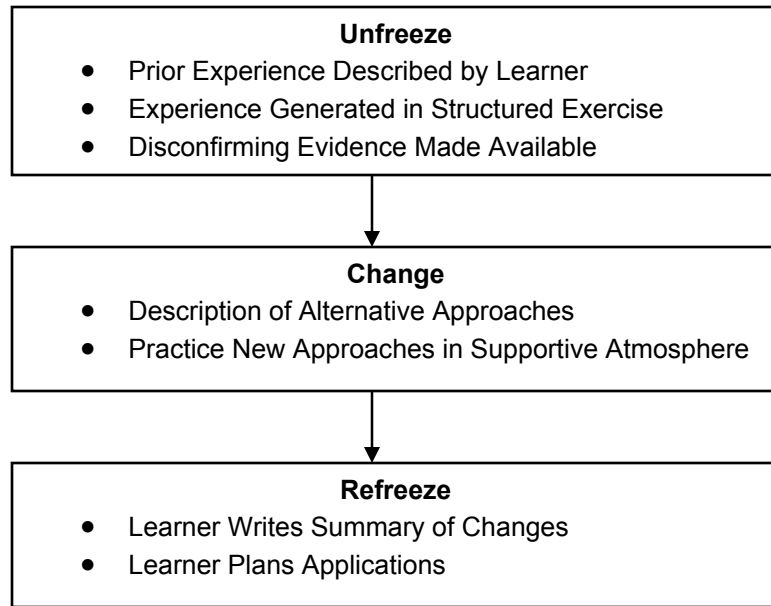 Unfreeze
● Prior Experience Described by Learner
● Experience Generated in Structured Exercise
● Disconfirming Evidence Made Available
Change
● Description of Alternative Approaches
● Practice New Approaches in Supportive Atmosphere
Refreeze
● Learner Writes Summary of Changes
● Learner Plans Applications